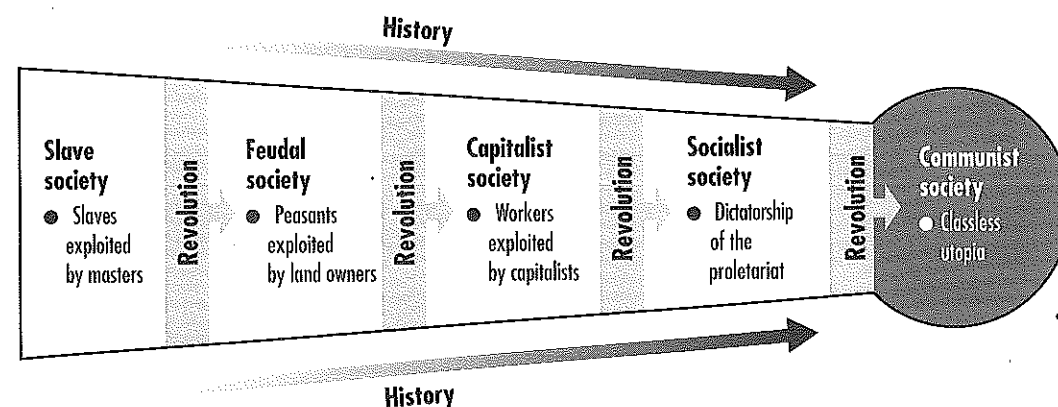 History
Slave
society
● Slaves
exploited
by masters
Revolution
Feudal
society
● Peasants
exploited
by land owners
Revolution
Capitalist
society
● Workers
exploited
by capitalists
Revolution
Socialist
society
● Dictatorship
of the
proletariat
Revolution
Communist
society
● Classless
utopia
History